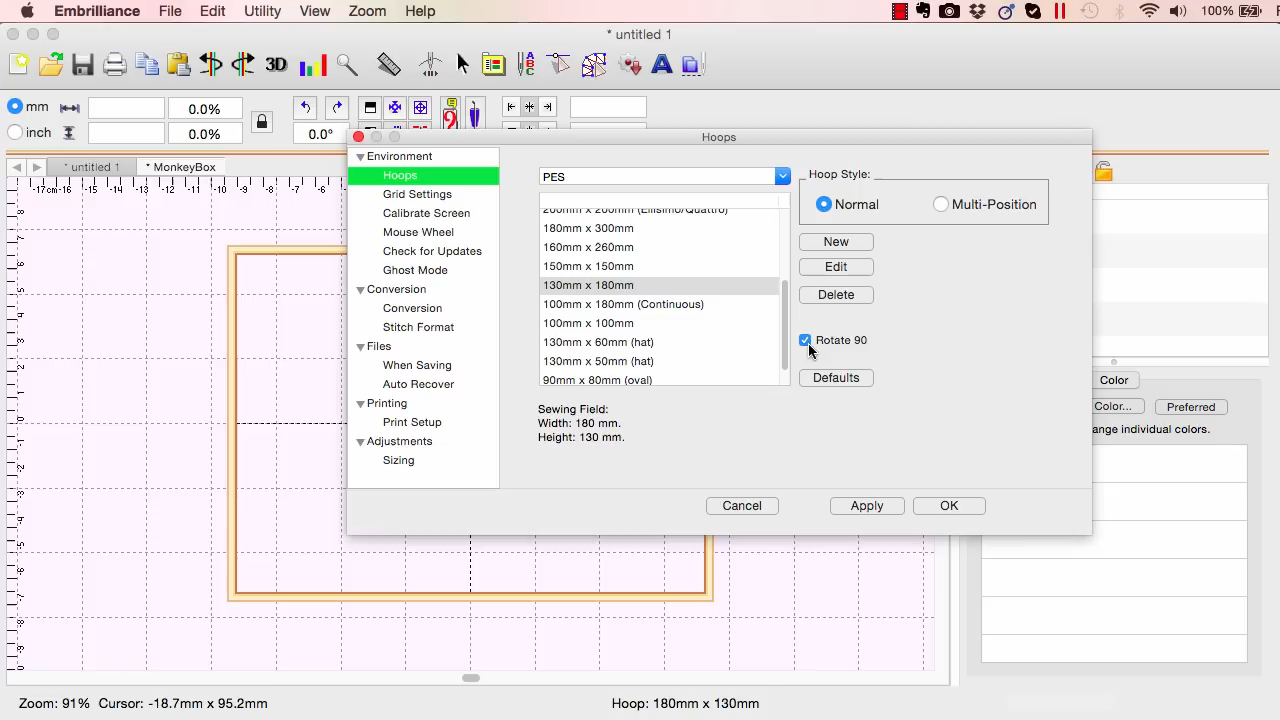 Embrilliance File Edit Utility View Zoom Help 100%
* untitled 1
3D
mm 0.0%
inch 0.0% 0.0°
Hoops
* untitled 1 * MonkeyBox
Environment
Hoops
Grid Settings
Calibrate Screen
Mouse Wheel
Check for Updates
Ghost Mode
Conversion
Conversion
Stitch Format
Files
When Saving
Auto Recover
Printing
Print Setup
Adjustments
Sizing
PES
200mm x 200mm (Ellisimo/Quattro)
180mm x 300mm
160mm x 260mm
150mm x 150mm
130mm x 180mm
100mm x 180mm (Continuous)
100mm x 100mm
130mm x 60mm (hat)
130mm x 50mm (hat)
90mm x 80mm (oval)
Sewing Field:
Width: 180 mm.
Height: 130 mm.
Hoop Style:
Normal Multi-Position
New
Edit
Delete
Rotate 90
Defaults
Cancel Apply OK
Color
Color... Preferred
ange individual colors.
Zoom: 91% Cursor: -18.7mm x 95.2mm Hoop: 180mm x 130mm